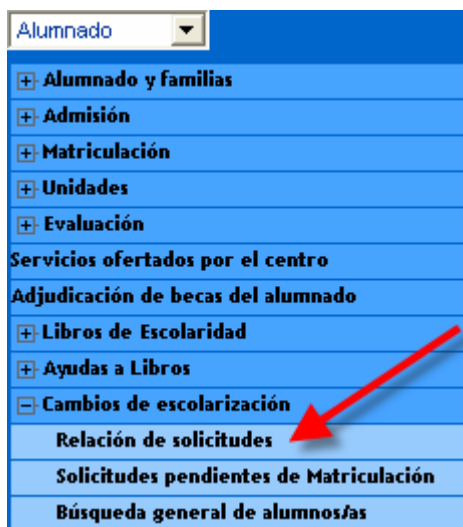 Alumnado
Alumnado y familias
Admisión
Matriculación
Unidades
Evaluación
Servicios ofertados por el centro
Adjudicación de becas del alumnado
Libros de Escolaridad
Ayudas a Libros
Cambios de escolarización
Relación de solicitudes
Solicitudes pendientes de Matriculación
Búsqueda general de alumnos/as